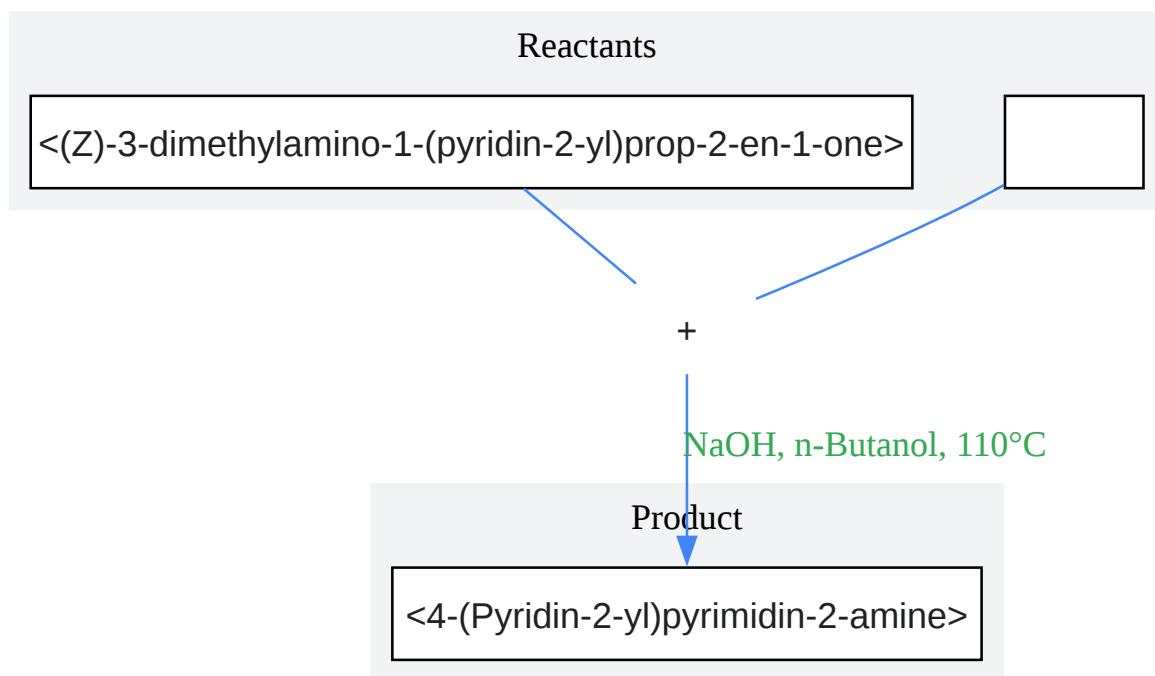 Reactants
<(Z)-3-dimethylamino-1-(pyridin-2-yl)prop-2-en-1-one>
+
NaOH, n-Butanol, 110°C
Product
<4-(Pyridin-2-yl)pyrimidin-2-amine>